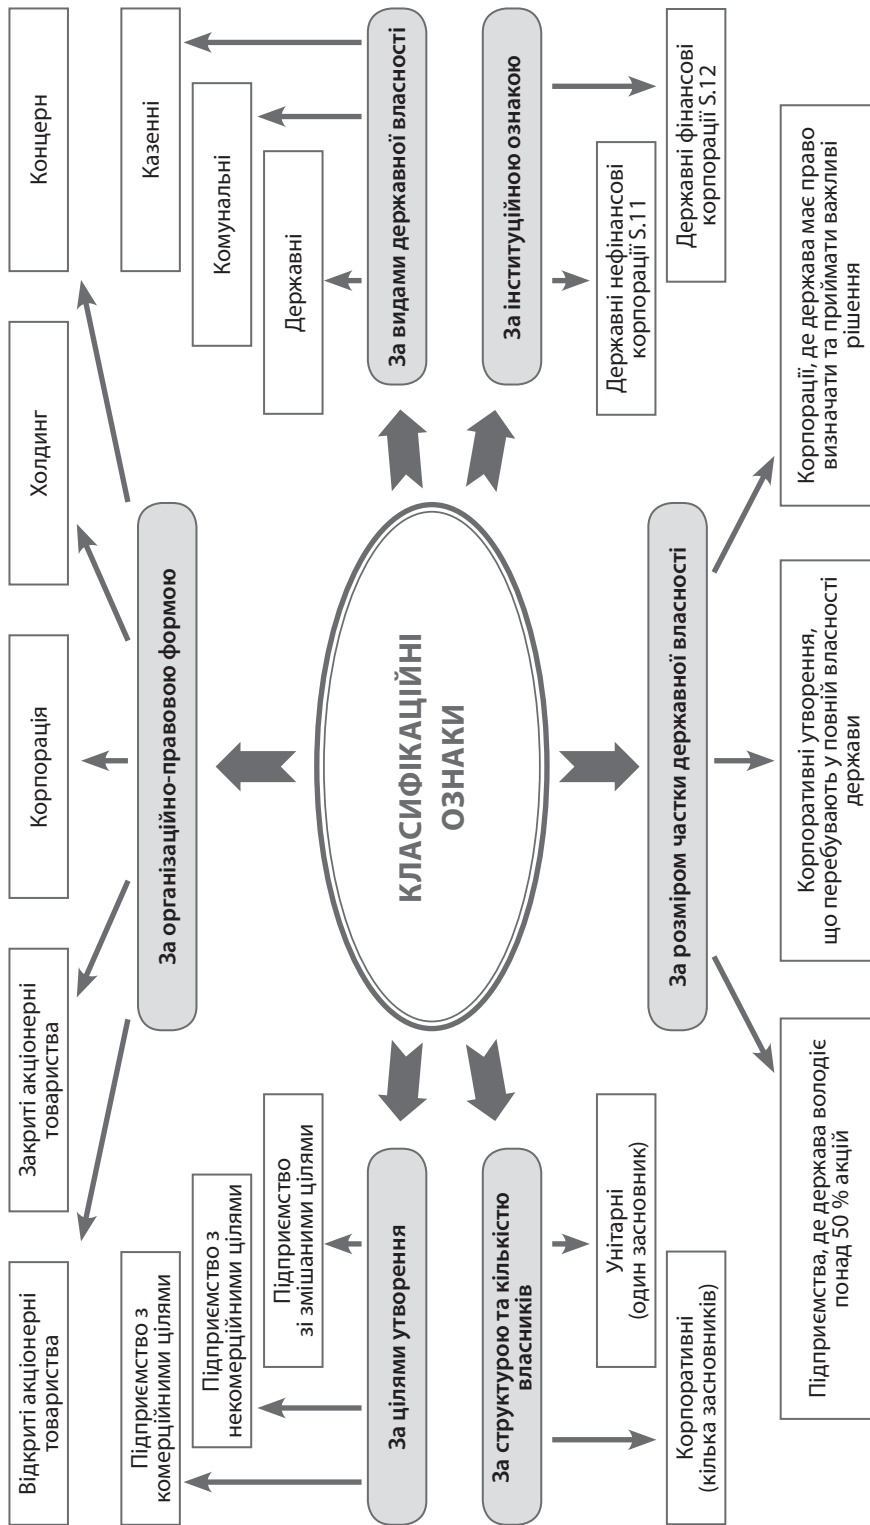 Відкриті акціонерні
товариства
Закриті акціонерні
товариства
Корпорація
Холдинг
Концерн
За організаційно-правовою формою
Підприємство з
комерційними цілями
Підприємство з
некомерційними цілями
Підприємство
зі змішаними цілями
За цілями утворення
Казенні
Комунальні
Державні
За видами державної власності
КЛАСИФІКАЦІЙНІ
ОЗНАКИ
За структурою та кількістю
власників
Унітарні
(один засновник)
Корпоративні
(кілька засновників)
За інституційною ознакою
Державні нефінансові
корпорації S.11
Державні фінансові
корпорації S.12
За розміром частки державної власності
Підприємства, де держава володіє
понад 50 % акцій
Корпоративні утворення,
що перебувають у повній власності
держави
Корпорації, де держава має право
визначати та приймати важливі
рішення